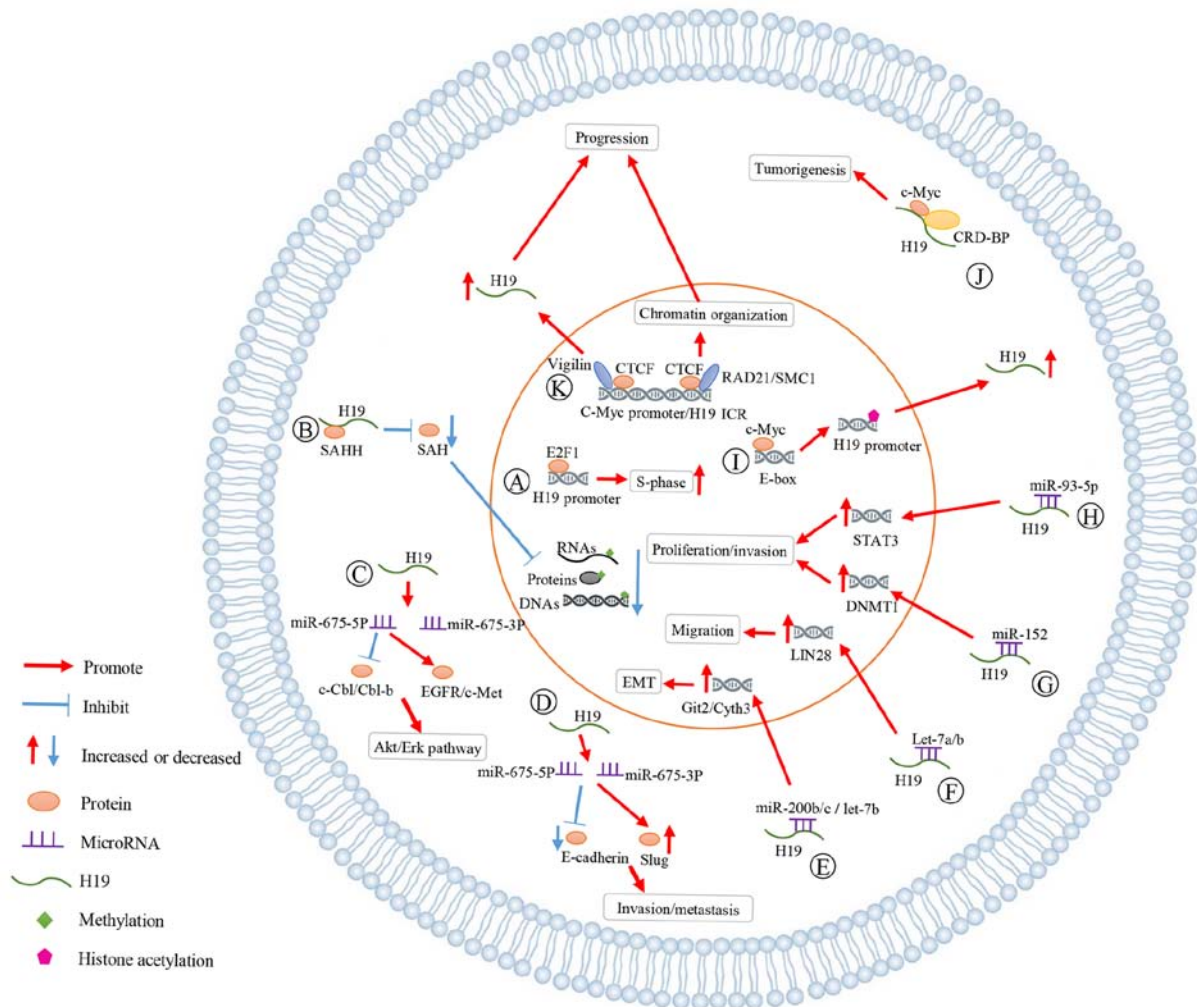 Progression
Tumorigenesis
c-Myc
H19
CRD-BP
J
H19
Chromatin organization
Vigilin
CTCF
CTCF
RAD21/SMC1
K
C-Myc promoter/H19 ICR
H19
H19
B
SAHH
SAH
c-Myc
I
E-box
H19 promoter
E2F1
A
H19 promoter
S-phase
miR-93-5p
H19
H
STAT3
RNAs
Proteins
DNAs
Proliferation/invasion
DNMT1
C
H19
miR-675-5P
miR-675-3P
c-Cbl/Cbl-b
EGFR/c-Met
Akt/Erk pathway
Migration
LIN28
miR-152
H19
G
EMT
Git2/Cyth3
D
H19
miR-675-5P
miR-675-3P
E-cadherin
Slug
Invasion/metastasis
Let-7a/b
H19
F
miR-200b/c / let-7b
H19
E
Promote
Inhibit
Increased or decreased
Protein
MicroRNA
H19
Methylation
Histone acetylation